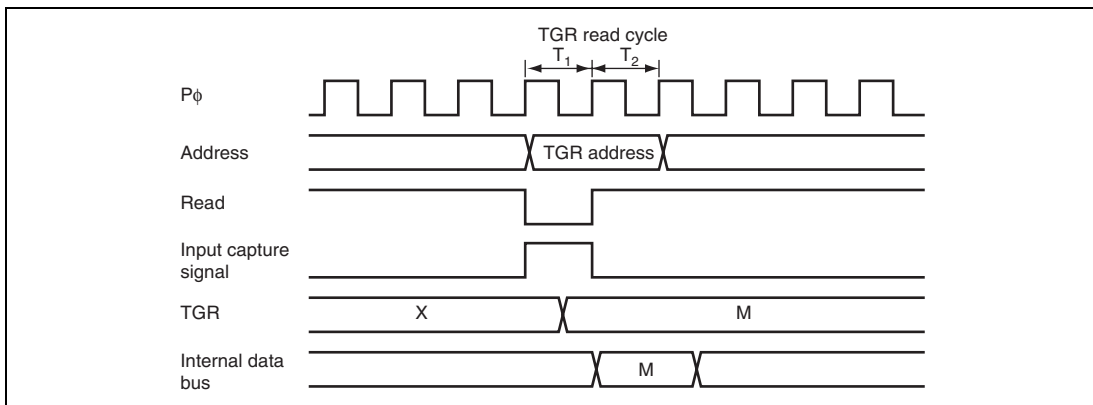 TGR read cycle
T1 T2
Pϕ
Address
TGR address
Read
Input capture
signal
TGR
X
M
Internal data
bus
M